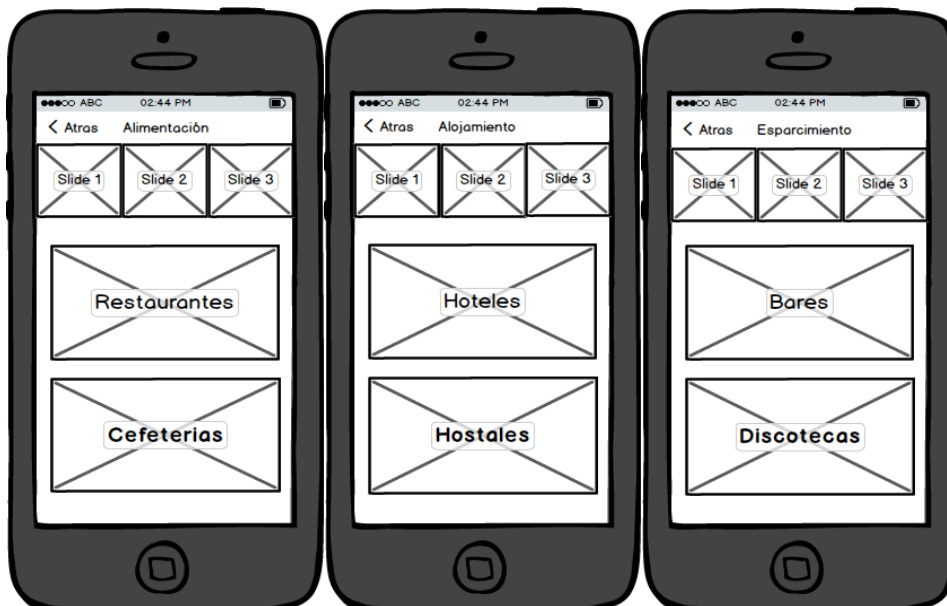 ABC 02:44 PM
Atras Alimentación
Slide 1 Slide 2 Slide 3
Restaurantes
Cefeterias
ABC 02:44 PM
Atras Alojamiento
Slide 1 Slide 2 Slide 3
Hoteles
Hostales
ABC 02:44 PM
Atras Esparcimiento
Slide 1 Slide 2 Slide 3
Bares
Discotecas